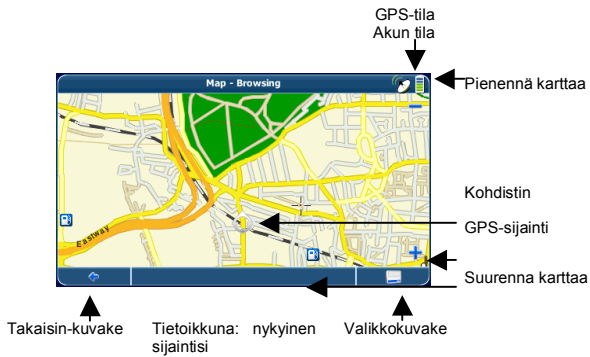 GPS-tila
Akun tila
Map - Browsing
Pienennä karttaa
Kohdistin
GPS-sijainti
Eastway
Suurenna karttaa
Takaisin-kuvake
Tietoikkuna: nykyinen
sijaintisi
Valikkokuvake